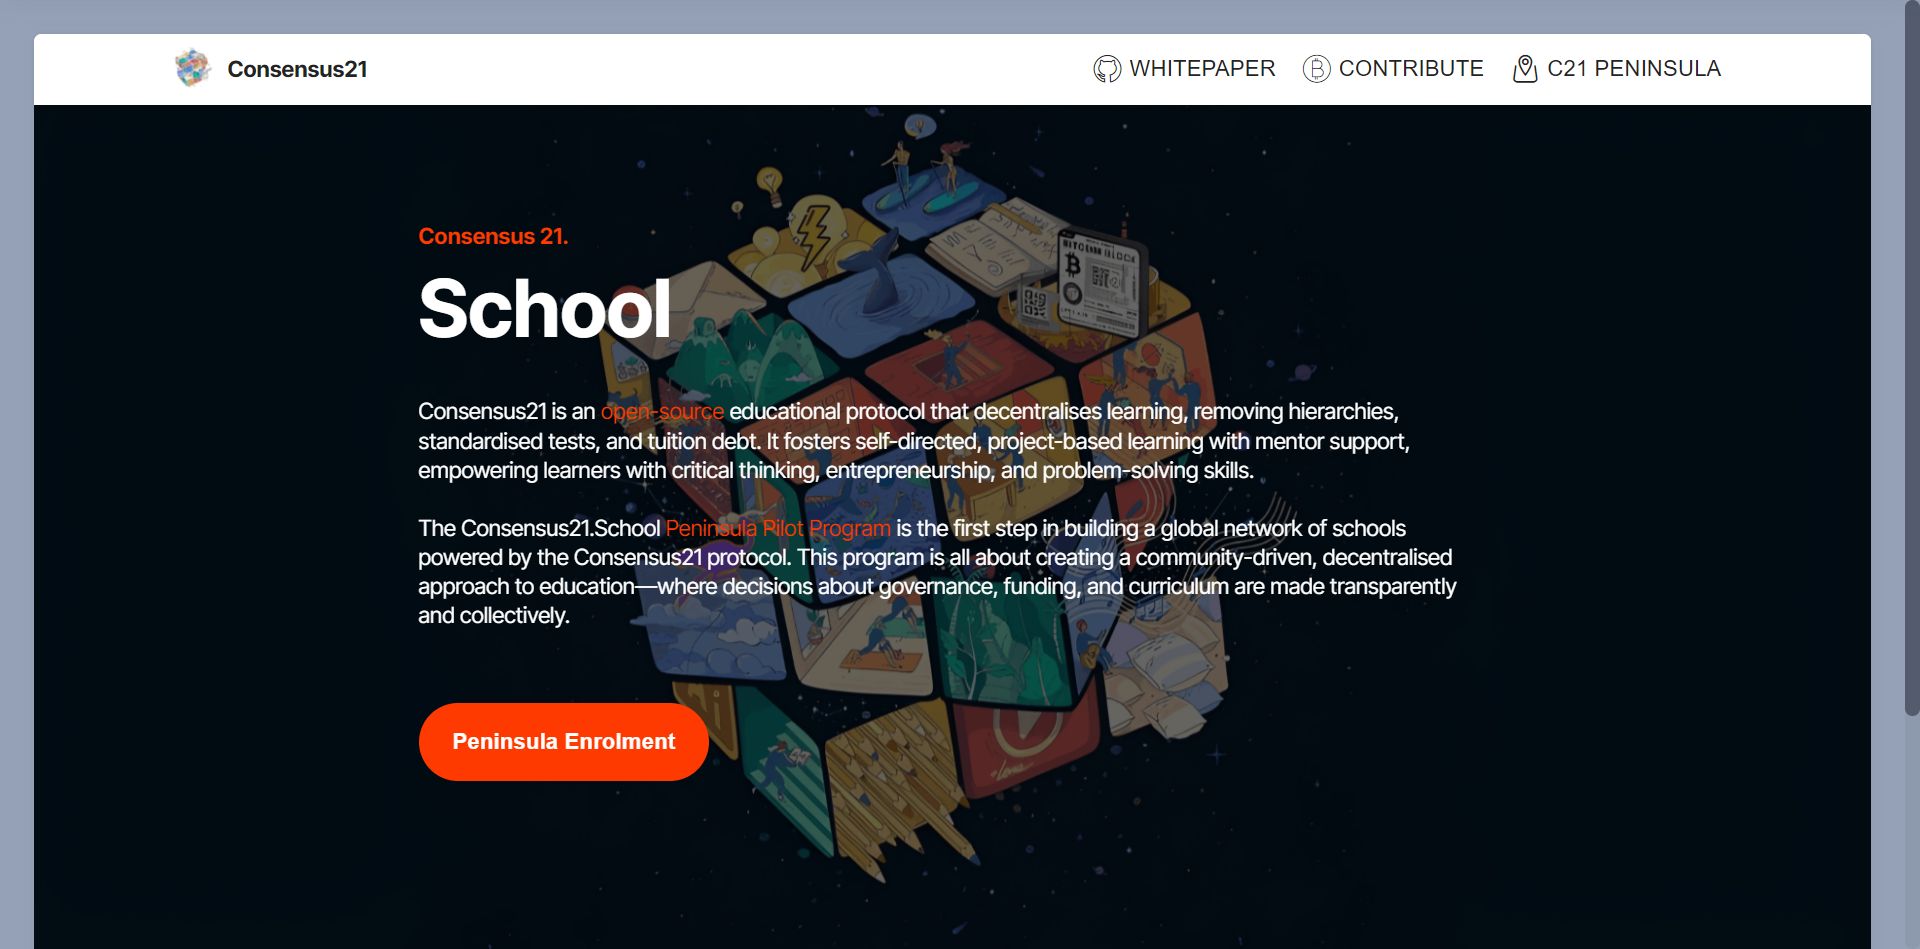 Consensus21
WHITEPAPER
CONTRIBUTE
C21 PENINSULA
Consensus 21.
School
Consensus21 is an open-source educational protocol that decentralises learning, removing hierarchies,
standardised tests, and tuition debt. It fosters self-directed, project-based learning with mentor support,
empowering learners with critical thinking, entrepreneurship, and problem-solving skills.
The Consensus21.School Peninsula Pilot Program is the first step in building a global network of schools
powered by the Consensus21 protocol. This program is all about creating a community-driven, decentralised
approach to education—where decisions about governance, funding, and curriculum are made transparently
and collectively.
Peninsula Enrolment